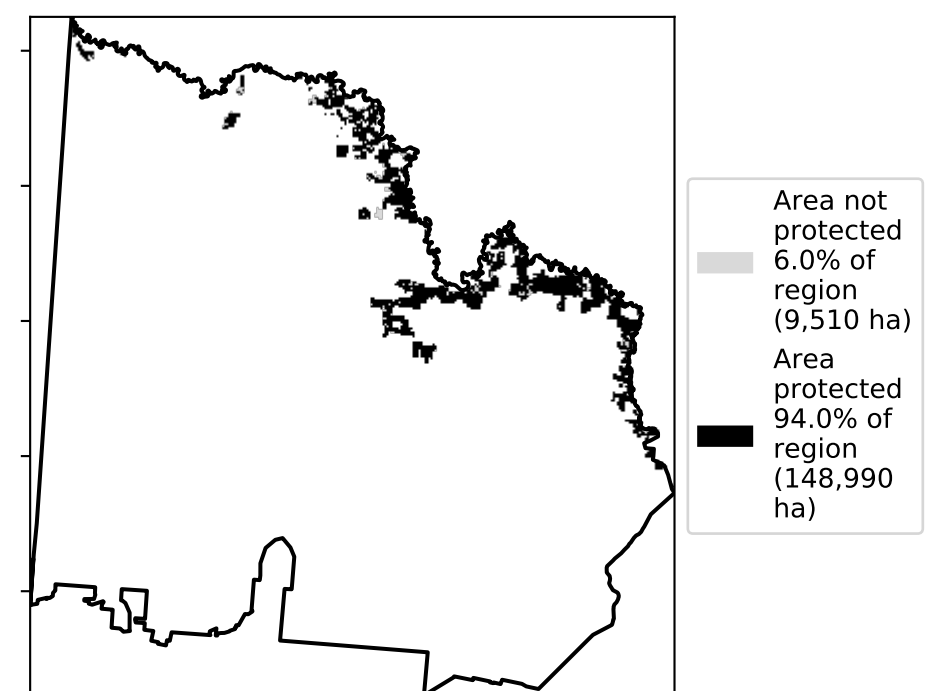 Area not
protected
6.0% of
region
(9,510 ha)
Area
protected
94.0% of
region
(148,990
ha)